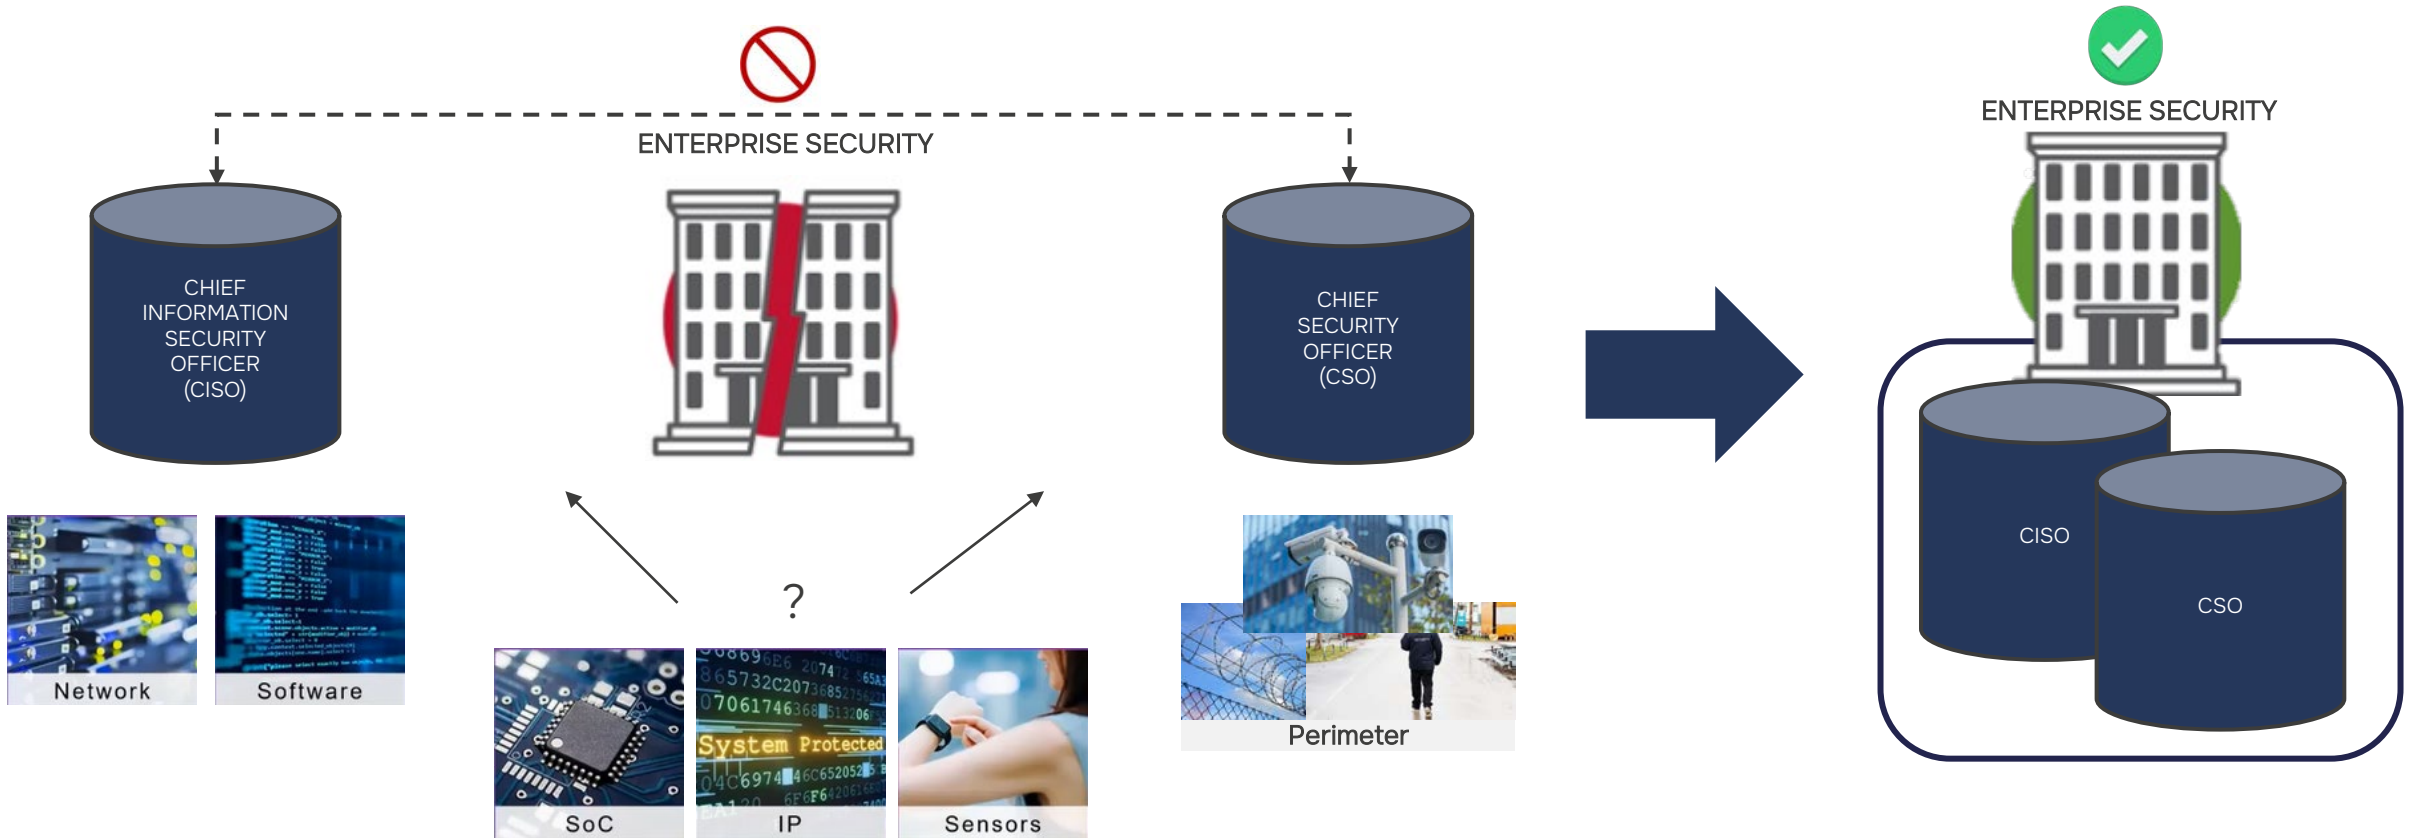 ENTERPRISE SECURITY
CHIEF
INFORMATION
SECURITY
OFFICER
(CISO)
CHIEF
SECURITY
OFFICER
(CSO)
Network
Software
?
System Protected
SoC
IP
Sensors
Perimeter
ENTERPRISE SECURITY
CISO
CSO